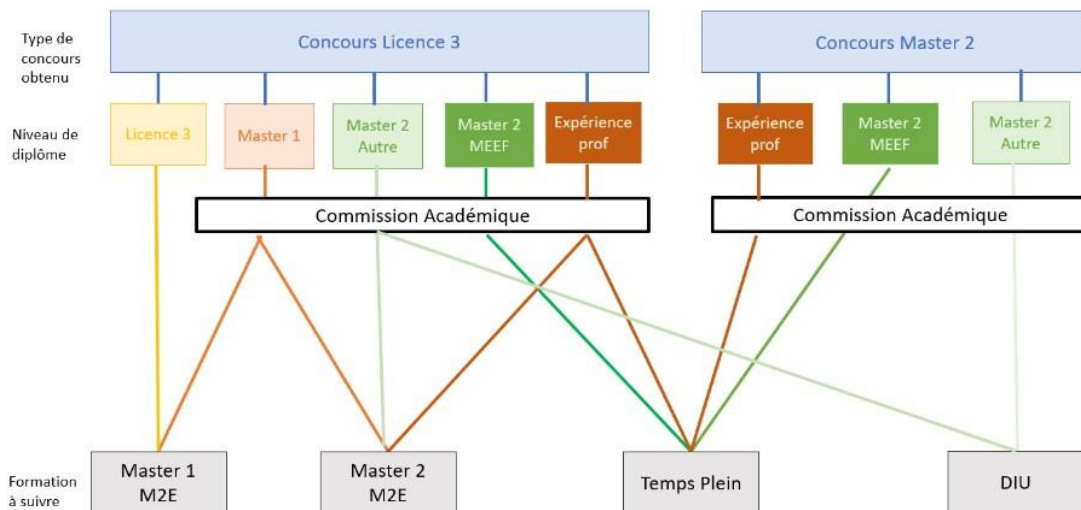 Type de
concours
obtenu
Concours Licence 3
Concours Master 2
Niveau de
diplôme
Licence 3
Master 1
Master 2
Autre
Master 2
MEEF
Expérience
prof
Expérience
prof
Master 2
MEEF
Master 2
Autre
Commission Académique
Commission Académique
Formation
à suivre
Master 1
M2E
Master 2
M2E
Temps Plein
DIU